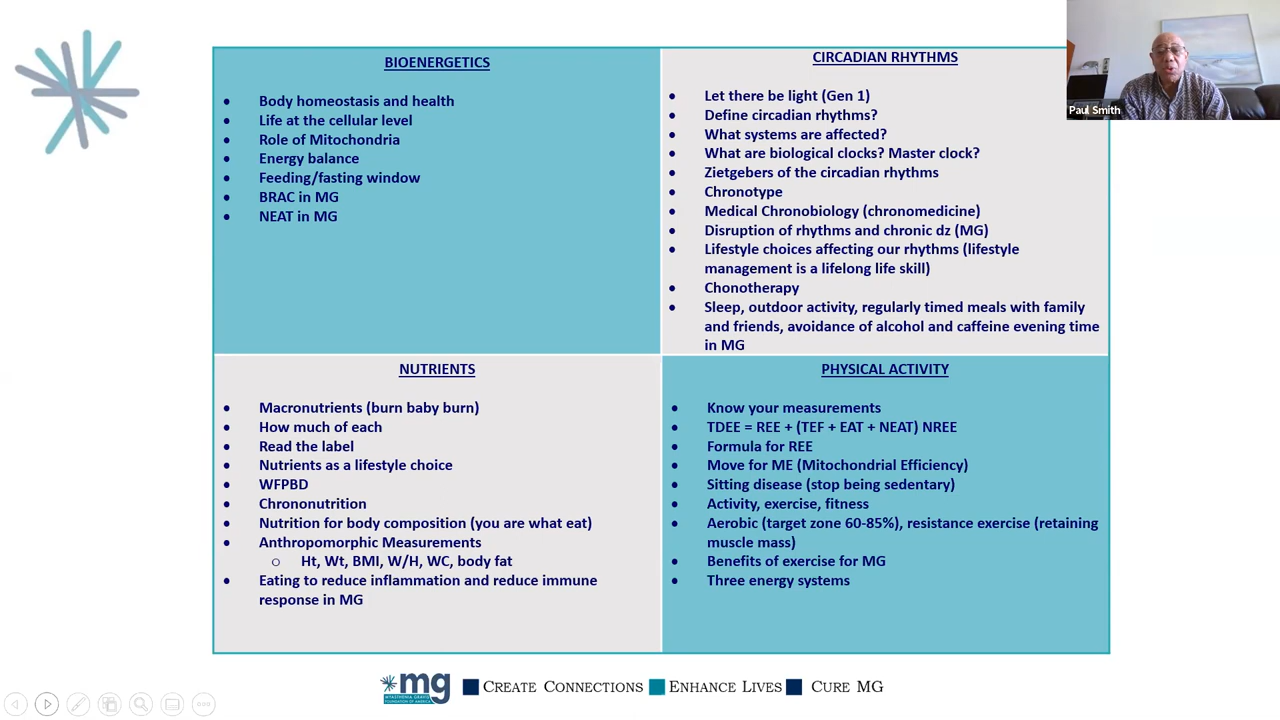 BIOENERGETICS
• Body homeostasis and health
• Life at the cellular level
• Role of Mitochondria
• Energy balance
• Feeding/fasting window
• BRAC in MG
• NEAT in MG
CIRCADIAN RHYTHMS
• Let there be light (Gen 1)
• Define circadian rhythms?
• What systems are affected?
• What are biological clocks? Master clock?
• Zietgebers of the circadian rhythms
• Chronotype
• Medical Chronobiology (chronomedicine)
• Disruption of rhythms and chronic dz (MG)
• Lifestyle choices affecting our rhythms (lifestyle
management is a lifelong life skill)
• Chonotherapy
• Sleep, outdoor activity, regularly timed meals with family
and friends, avoidance of alcohol and caffeine evening time
in MG
Paul Smith
NUTRIENTS
• Macronutrients (burn baby burn)
• How much of each
• Read the label
• Nutrients as a lifestyle choice
• WFPBD
• Chrononutrition
• Nutrition for body composition (you are what eat)
• Anthropomorphic Measurements
o Ht, Wt, BMI, W/H, WC, body fat
• Eating to reduce inflammation and reduce immune
response in MG
PHYSICAL ACTIVITY
• Know your measurements
• TDEE = REE + (TEF + EAT + NEAT) NREE
• Formula for REE
• Move for ME (Mitochondrial Efficiency)
• Sitting disease (stop being sedentary)
• Activity, exercise, fitness
• Aerobic (target zone 60-85%), resistance exercise (retaining
muscle mass)
• Benefits of exercise for MG
• Three energy systems
mg
MYASTHENIA GRAVIS
FOUNDATION OF AMERICA
CREATE CONNECTIONS ENHANCE LIVES CURE MG